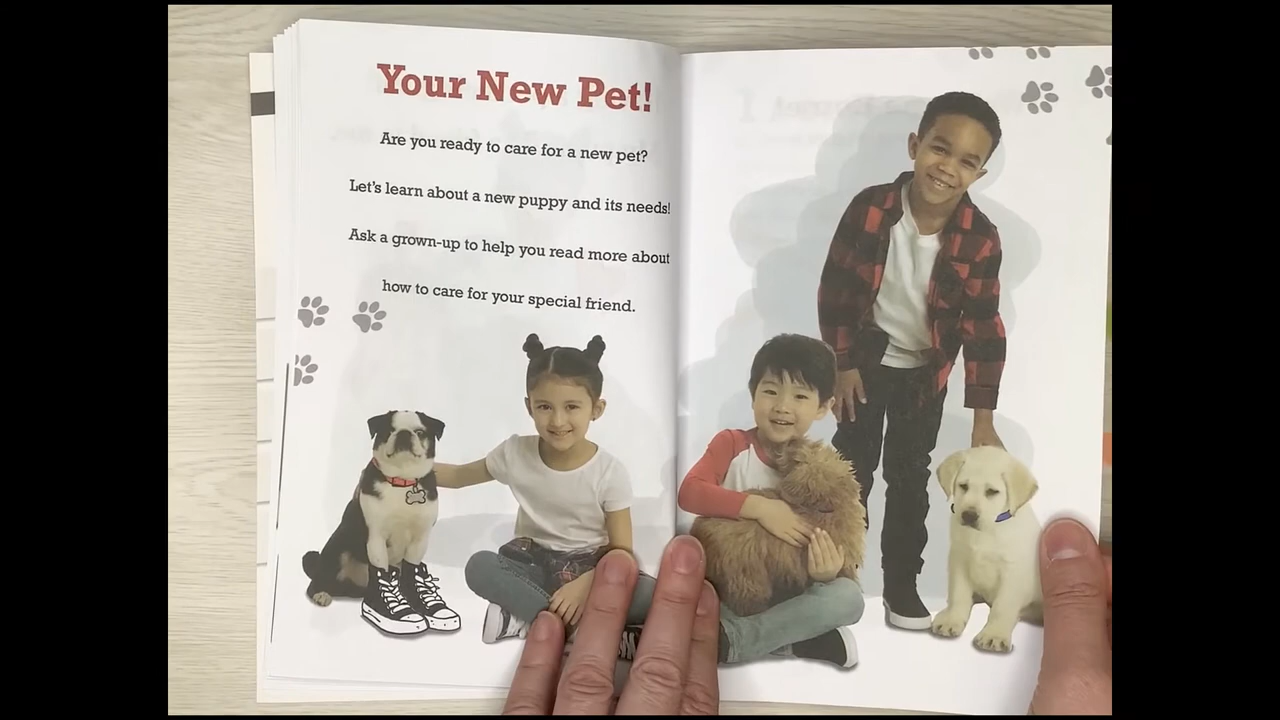 Your New Pet!
Are you ready to care for a new pet?
Let's learn about a new puppy and its needs!
Ask a grown-up to help you read more about
how to care for your special friend.